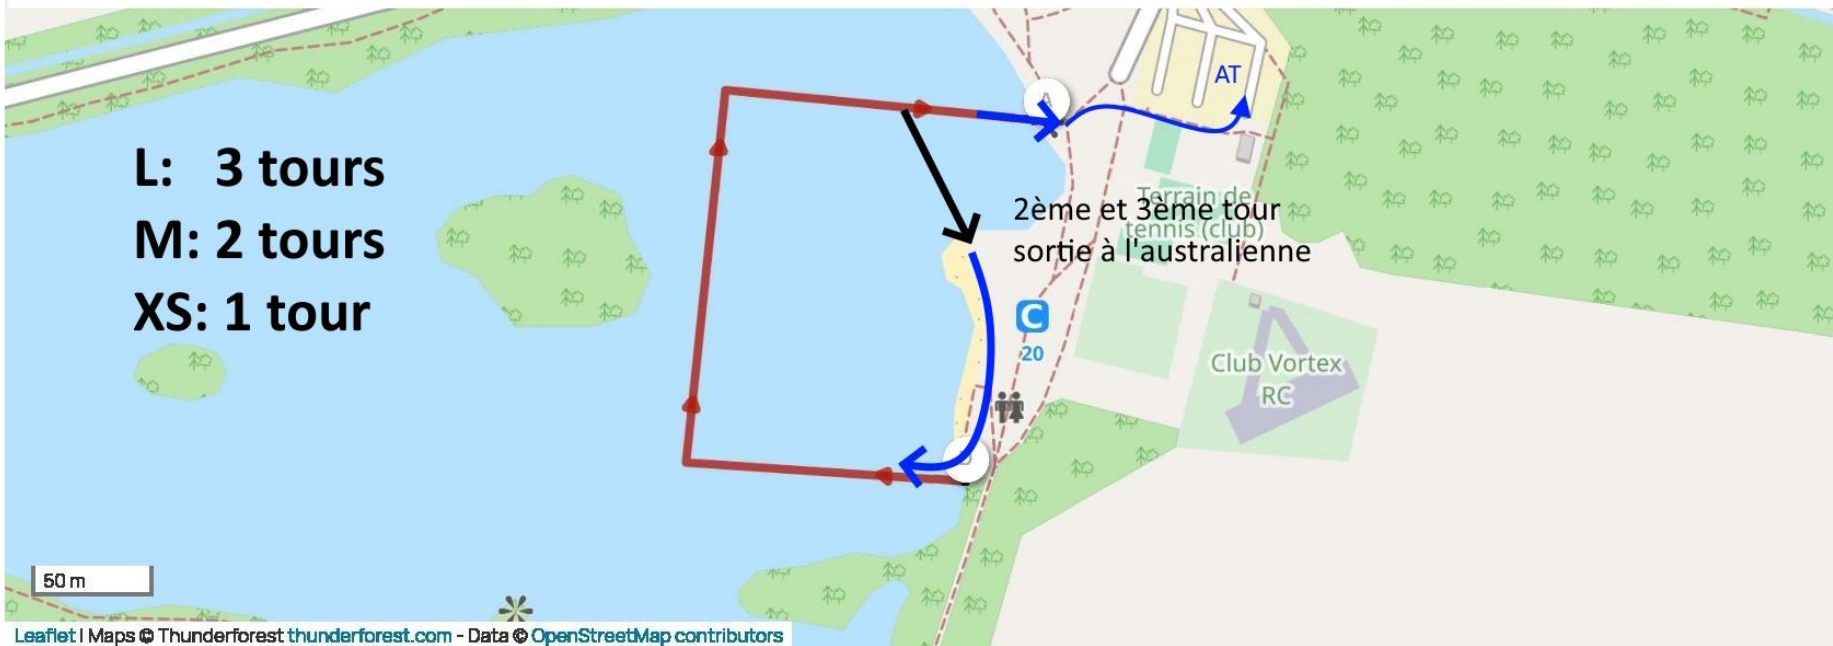 L: 3 tours
M: 2 tours
XS: 1 tour
A
AT
Terrain de
tennis (club)
2ème et 3ème tour
sortie à l'australienne
C
20
Club Vortex
RC
D
50 m
Leaflet | Maps © Thunderforest thunderforest.com - Data © OpenStreetMap contributors